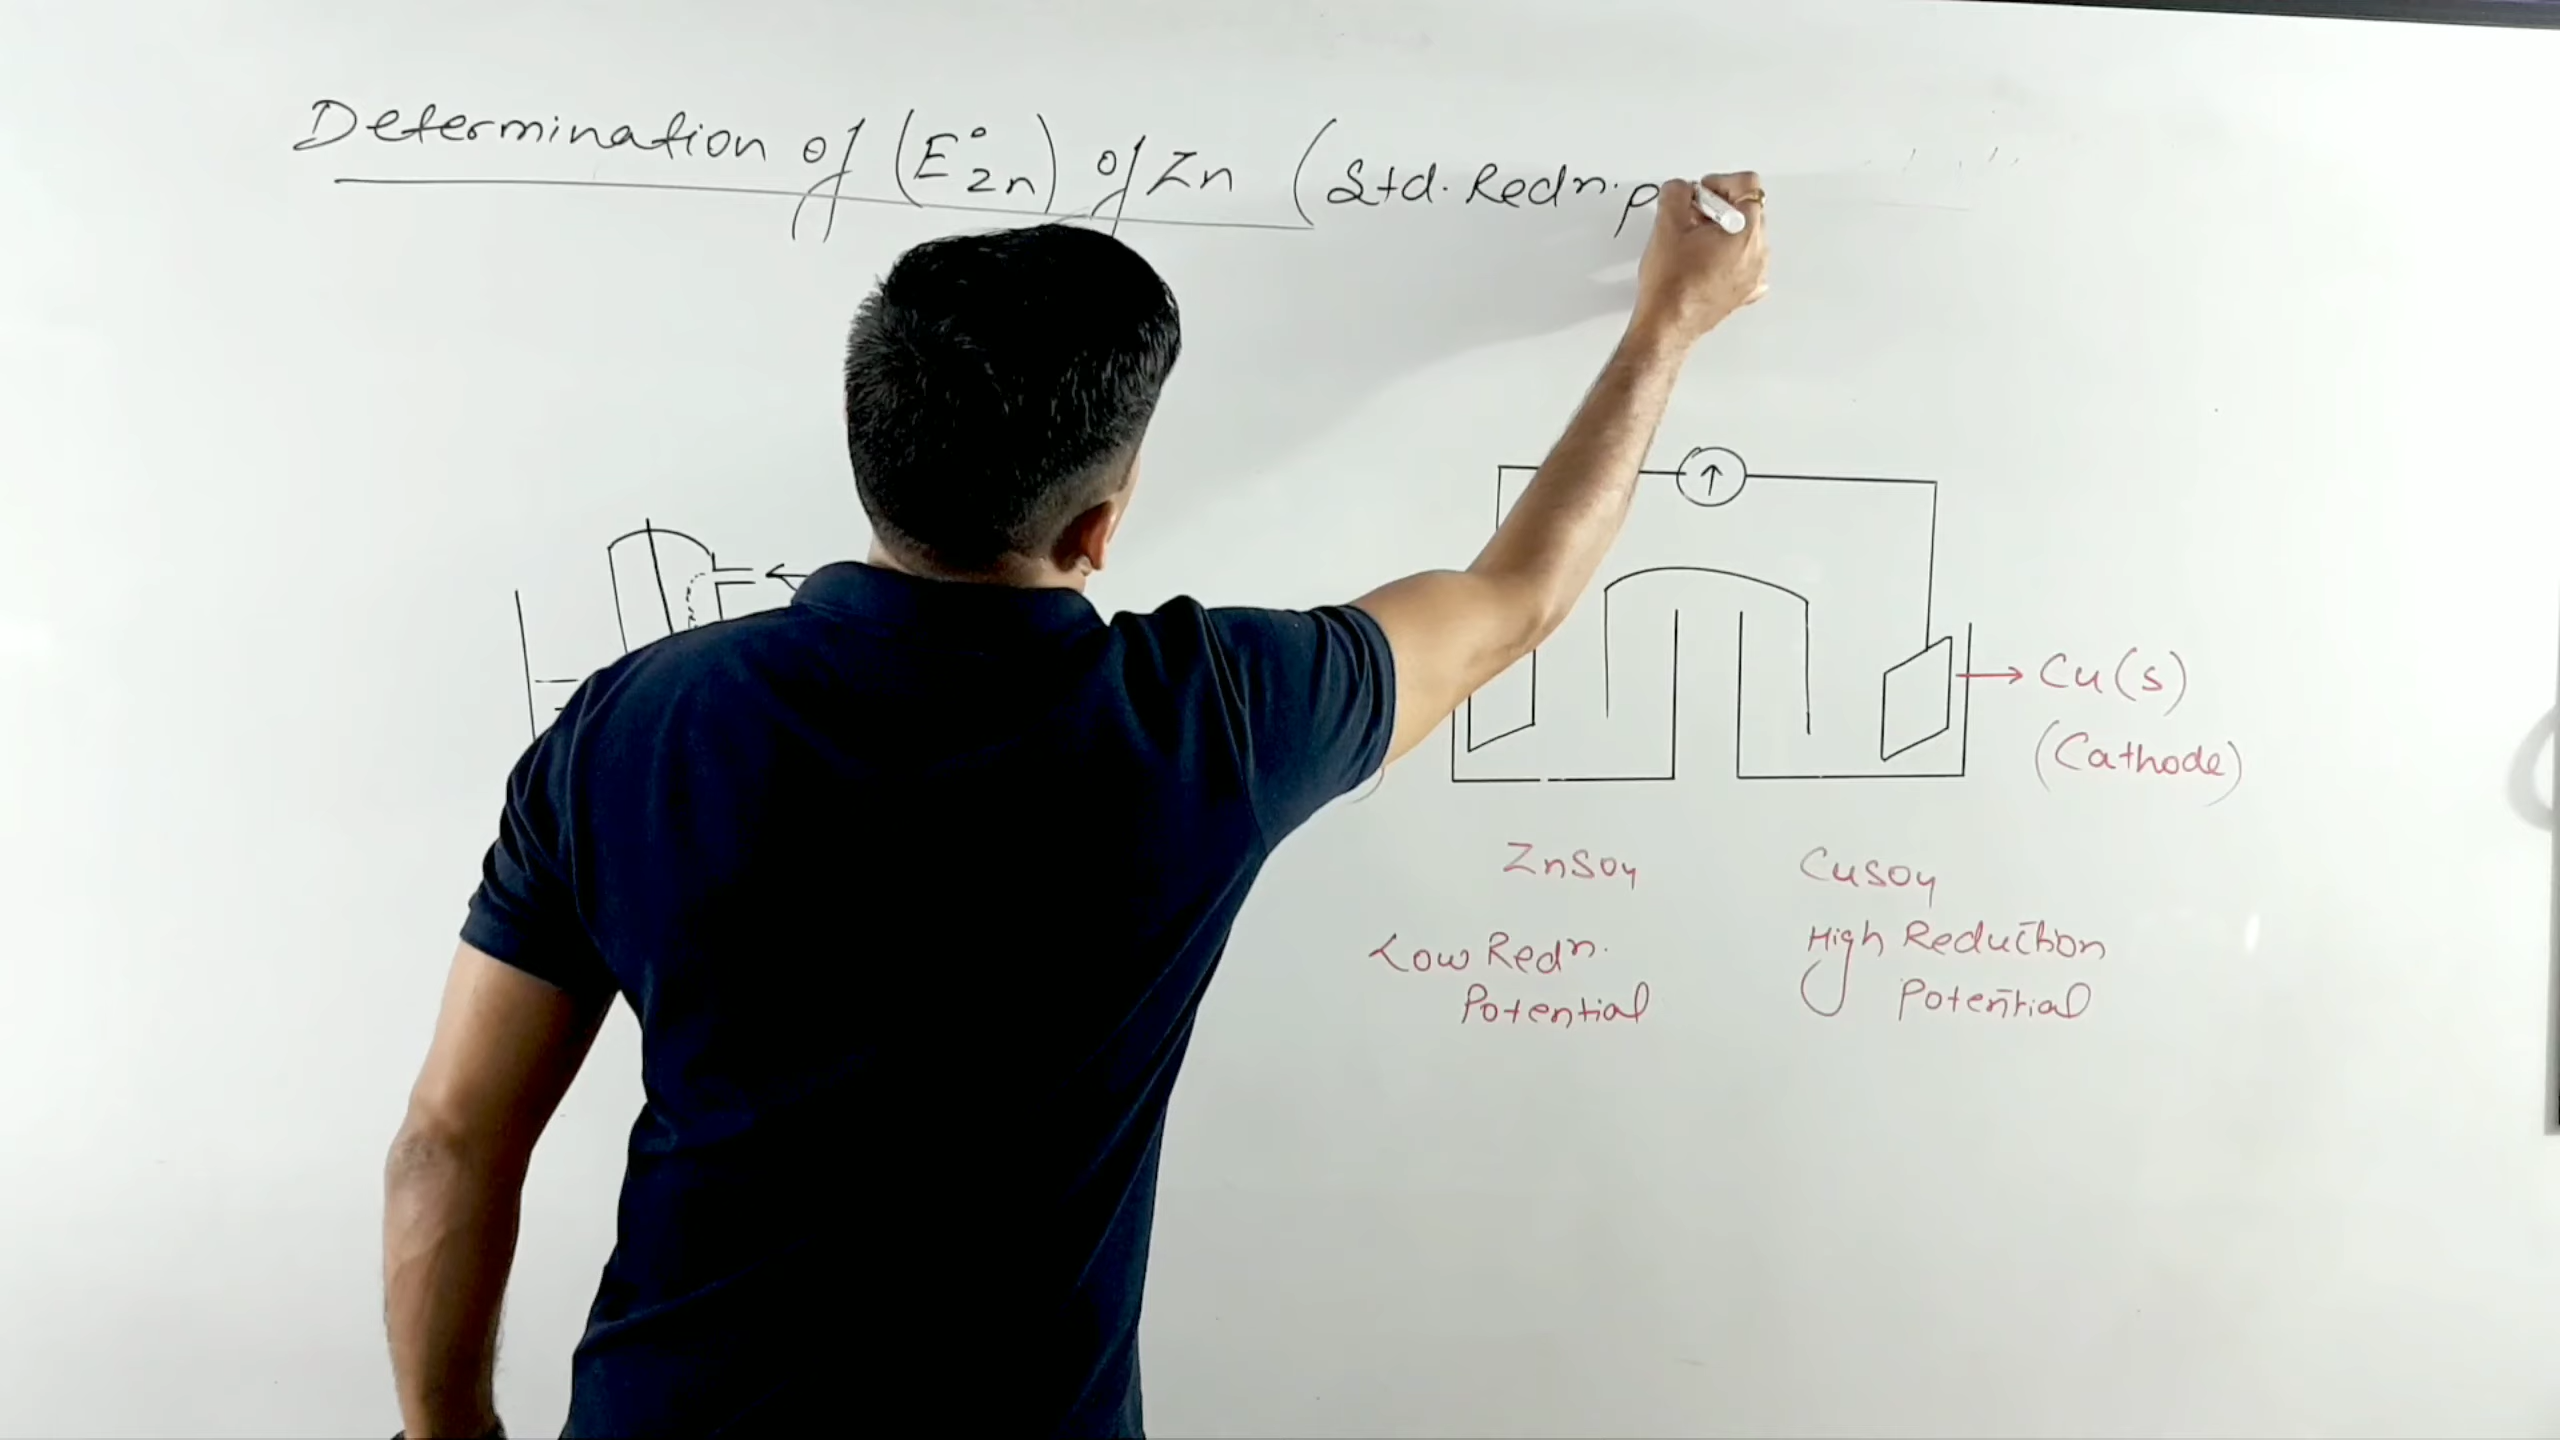 Determination of (E°Zn) of Zn (Std. Redn. p
Cu(s)
(Cathode)
ZnSO4
CuSO4
Low Redn.
Potential
High Reduction
Potential